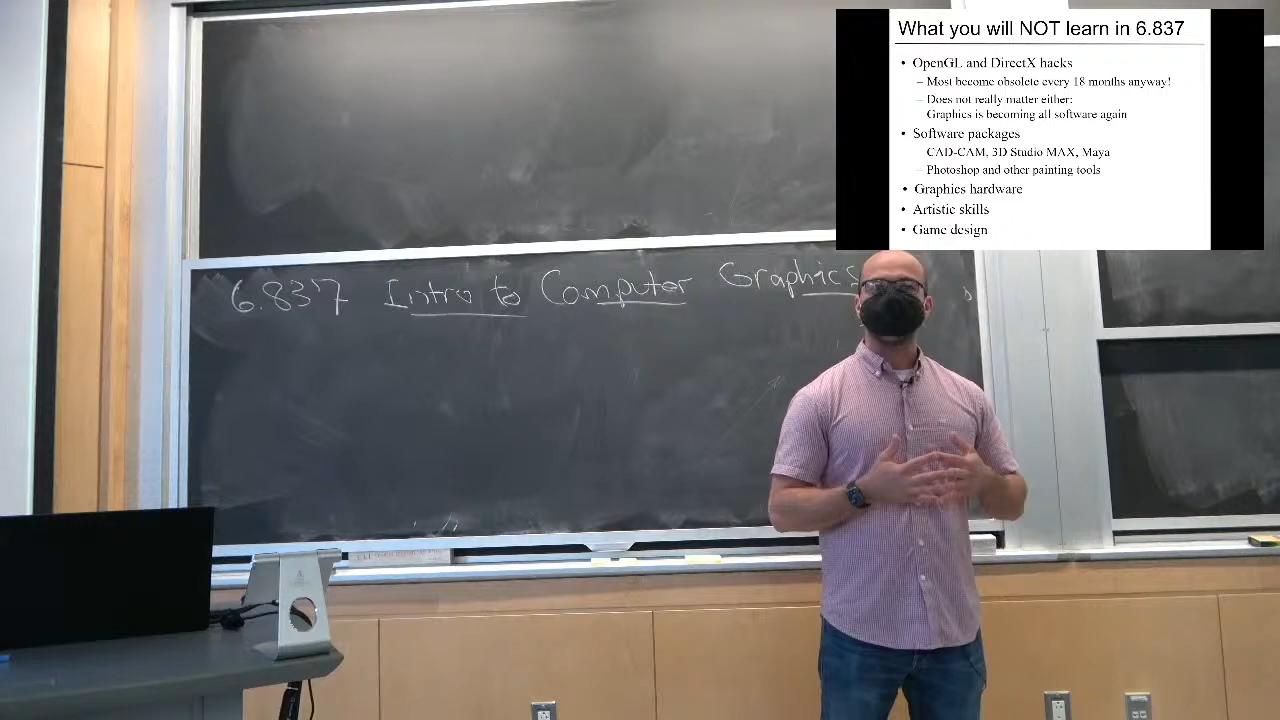 What you will NOT learn in 6.837
• OpenGL and DirectX hacks
– Most become obsolete every 18 months anyway!
– Does not really matter either:
Graphics is becoming all software again
• Software packages
CAD-CAM, 3D Studio MAX, Maya
– Photoshop and other painting tools
• Graphics hardware
• Artistic skills
• Game design
6.837 Intro to Computer Graphics